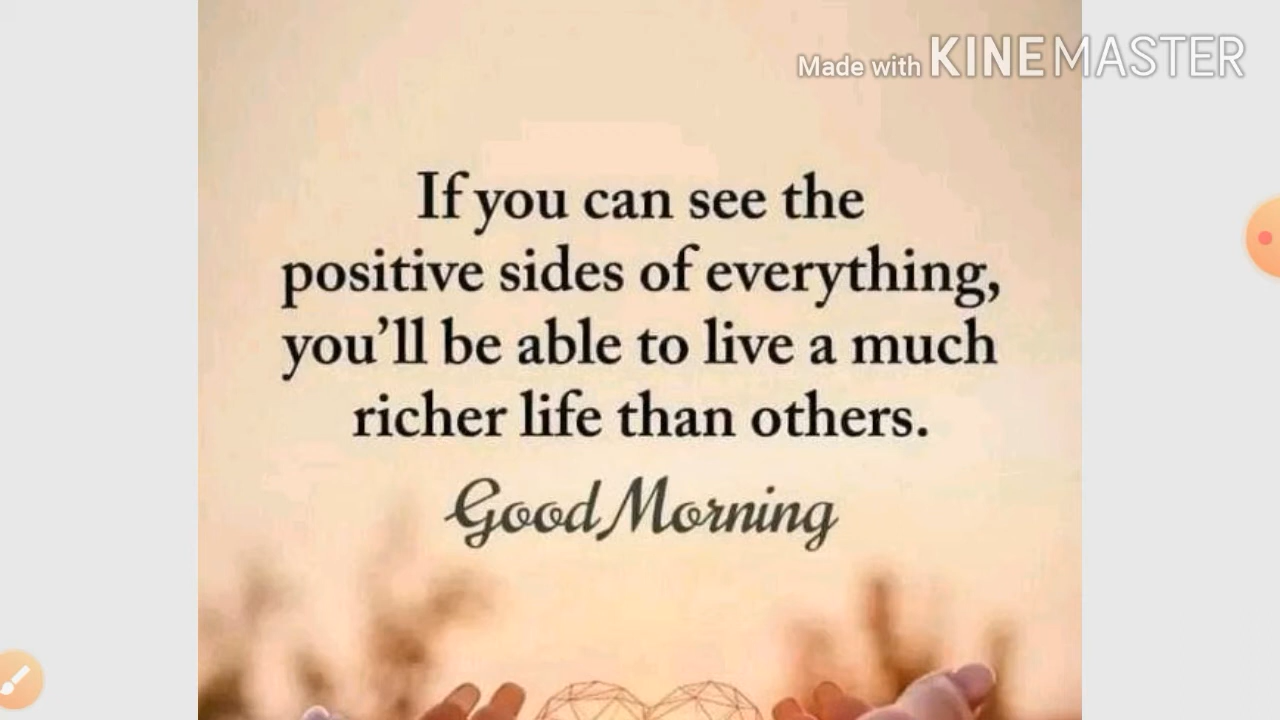 Made with KINEMASTER
If you can see the
positive sides of everything,
you'll be able to live a much
richer life than others.
Good Morning